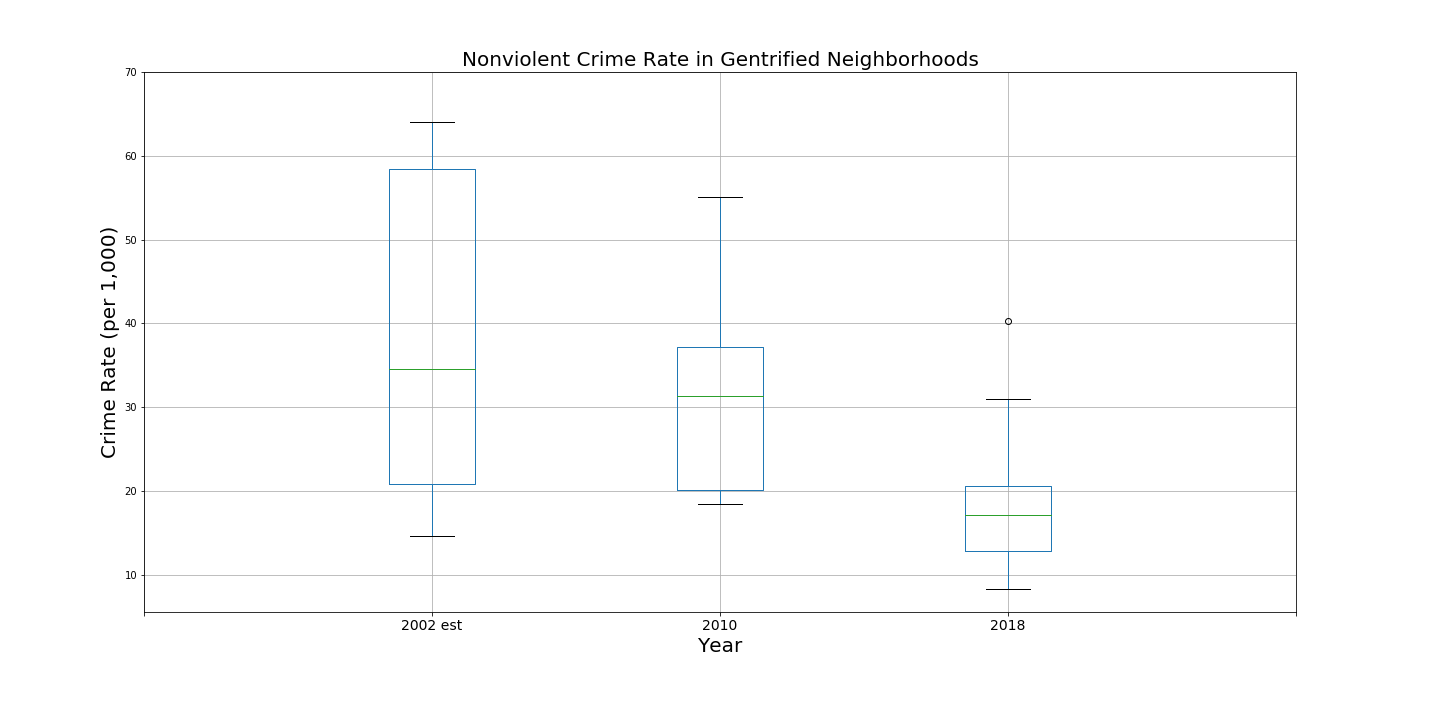 Nonviolent Crime Rate in Gentrified Neighborhoods
Crime Rate (per 1,000)
70
60
50
40
30
20
10
2002 est
2010
2018
Year